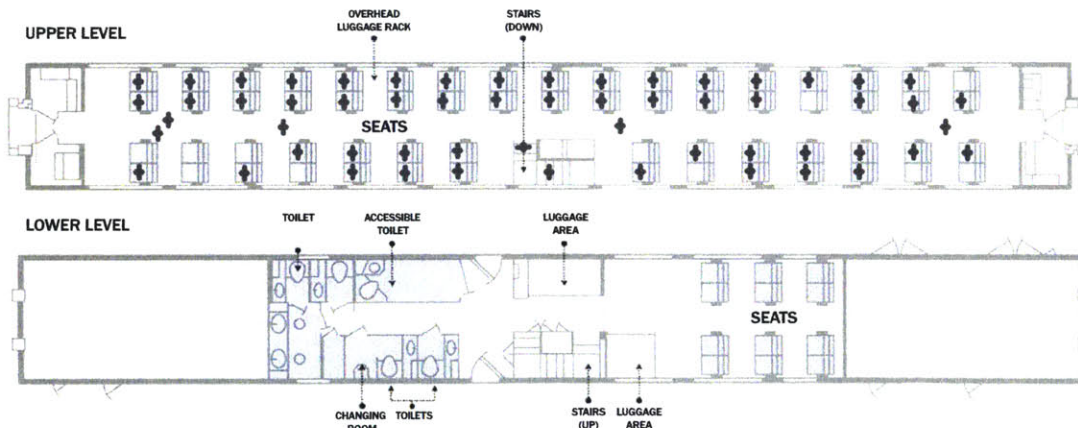 OVERHEAD
LUGGAGE RACK
STAIRS
(DOWN)
UPPER LEVEL
SEATS
LOWER LEVEL
TOILET
ACCESSIBLE
TOILET
LUGGAGE
AREA
SEATS
CHANGING
ROOM
TOILETS
STAIRS
(UP)
LUGGAGE
AREA